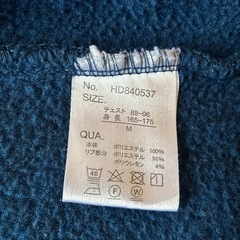 No. HD840537
SIZE.
チェスト 88-96
身長 165-175
M
QUA.
本体 ポリエステル 100%
リブ部分 ポリエステル 96%
ポリウレタン 4%
40